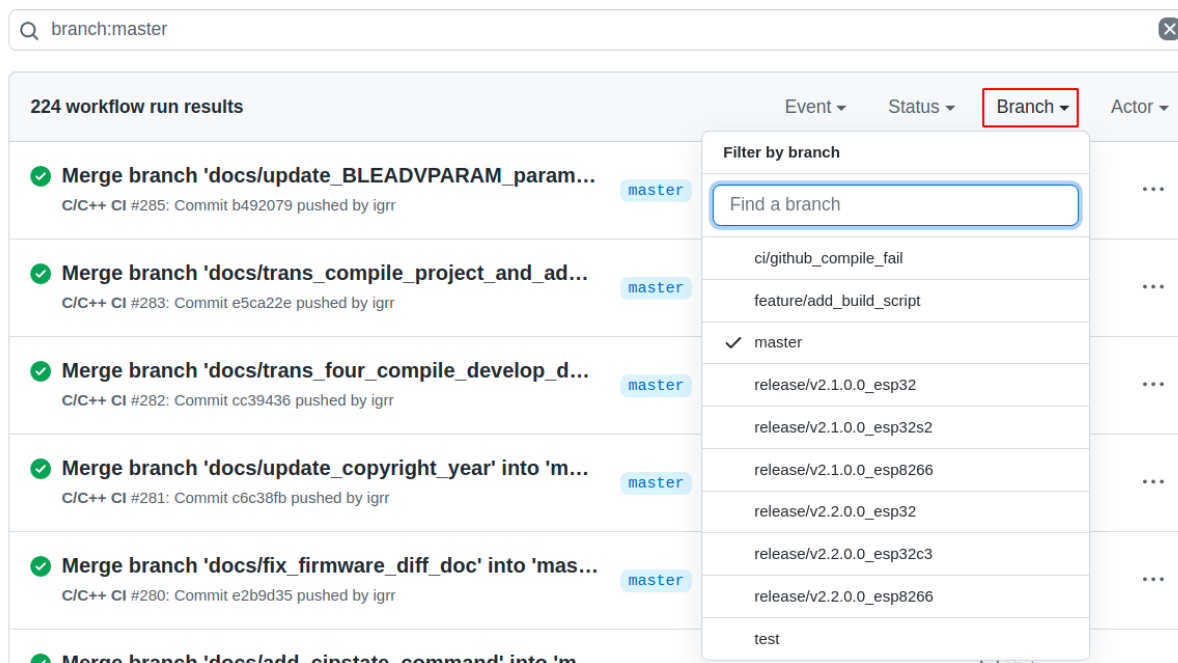 branch:master
224 workflow run results
Event
Status
Branch
Actor
Merge branch 'docs/update_BLEADVPARAM_param...
C/C++ CI #285: Commit b492079 pushed by igrr
master
Merge branch 'docs/trans_compile_project_and_ad...
C/C++ CI #283: Commit e5ca22e pushed by igrr
master
Merge branch 'docs/trans_four_compile_develop_d...
C/C++ CI #282: Commit cc39436 pushed by igrr
master
Merge branch 'docs/update_copyright_year' into 'm...
C/C++ CI #281: Commit c6c38fb pushed by igrr
master
Merge branch 'docs/fix_firmware_diff_doc' into 'mas...
C/C++ CI #280: Commit e2b9d35 pushed by igrr
master
Merge branch 'docs/add_cipstate_command' into 'm...
Filter by branch
Find a branch
ci/github_compile_fail
feature/add_build_script
master
release/v2.1.0.0_esp32
release/v2.1.0.0_esp32s2
release/v2.1.0.0_esp8266
release/v2.2.0.0_esp32
release/v2.2.0.0_esp32c3
release/v2.2.0.0_esp8266
test